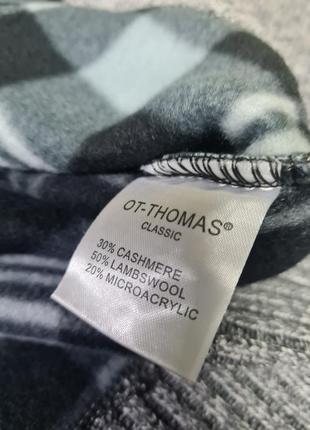 OT-THOMAS®
CLASSIC
30% CASHMERE
50% LAMBSWOOL
20% MICROACRYLIC